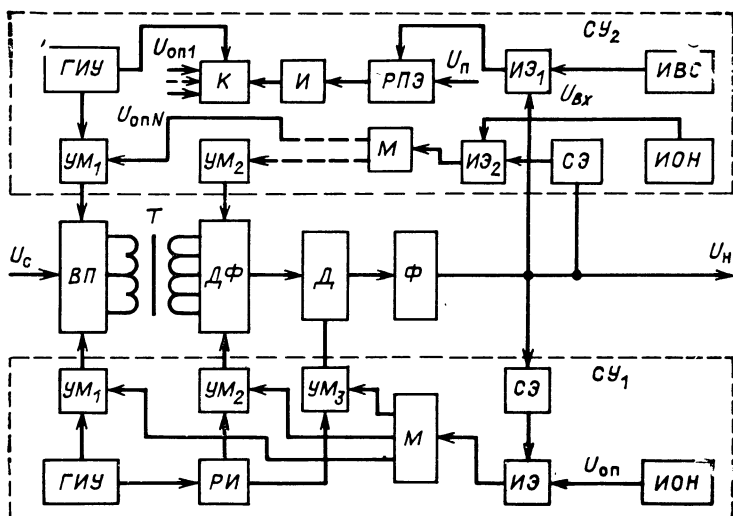 СУ₂
ГИУ
Uоп1
К
И
РПЭ
Uп
ИЭ₁
ИВС
Uвх
UопN
УМ₁
УМ₂
М
ИЭ₂
СЭ
ИОН
Uс
ВП
Т
ДФ
Д
Ф
Uн
УМ₁
УМ₂
УМ₃
М
СЭ
СУ₁
ГИУ
РИ
ИЭ
Uоп
ИОН